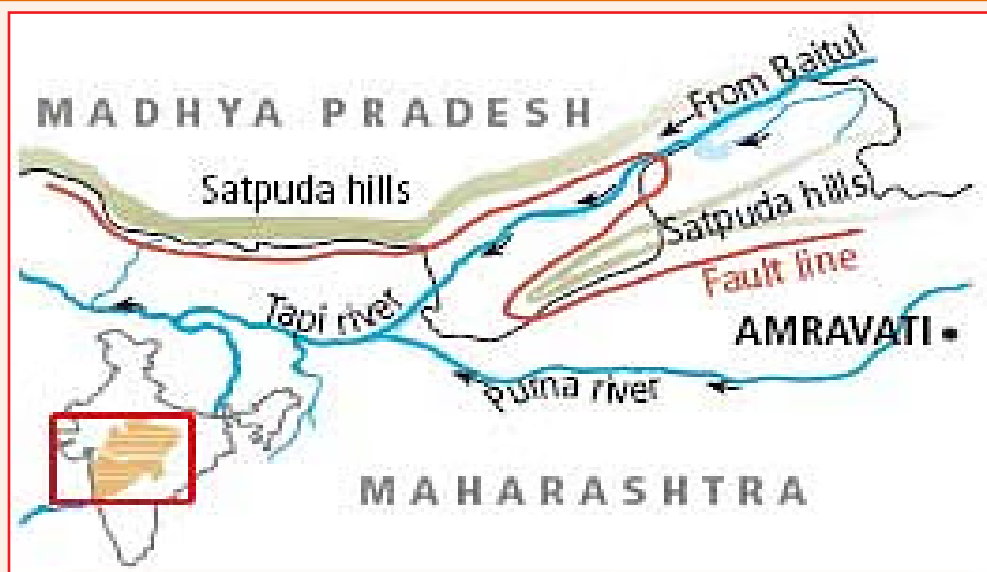 From Baitul
MADHYA PRADESH
Satpuda hills
Satpuda hills
Fault line
Tapi river
AMRAVATI
Purna river
MAHARASHTRA